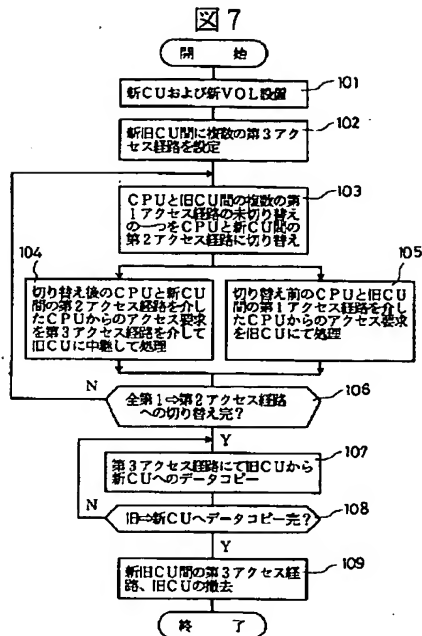 図7
開 始
新CUおよび新VOL設置
101
新旧CU間に複数の第3アク
セス経路を設定
102
CPUと旧CU間の複数の第
1アクセス経路の未切り替え
の一つをCPUと新CU間の
第2アクセス経路に切り替え
103
104
切り替え後のCPUと新CU
間の第2アクセス経路を介し
たCPUからのアクセス要求
を第3アクセス経路を介して
旧CUに中継して処理
105
切り替え前のCPUと旧CU
間の第1アクセス経路を介し
たCPUからのアクセス要求
を旧CUにて処理
N
全第1⇒第2アクセス経路
への切り替え完?
106
Y
107
第3アクセス経路にて旧CUから
新CUへのデータコピー
N
旧⇒新CUへデータコピー完?
108
Y
109
新旧CU間の第3アクセス経
路、旧CUの撤去
終 了